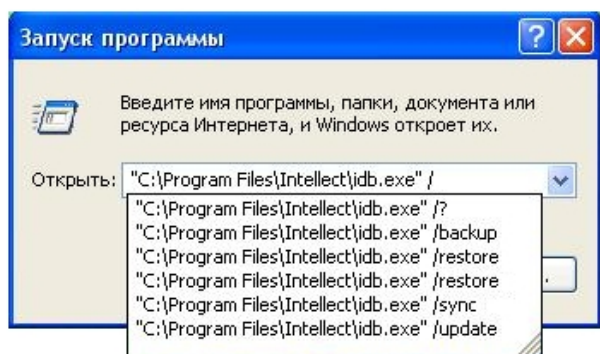 Запуск программы
Введите имя программы, папки, документа или
ресурса Интернета, и Windows откроет их.
Открыть: "C:\Program Files\Intellect\idb.exe" /
"C:\Program Files\Intellect\idb.exe" /?
"C:\Program Files\Intellect\idb.exe" /backup
"C:\Program Files\Intellect\idb.exe" /restore
"C:\Program Files\Intellect\idb.exe" /restore
"C:\Program Files\Intellect\idb.exe" /sync
"C:\Program Files\Intellect\idb.exe" /update